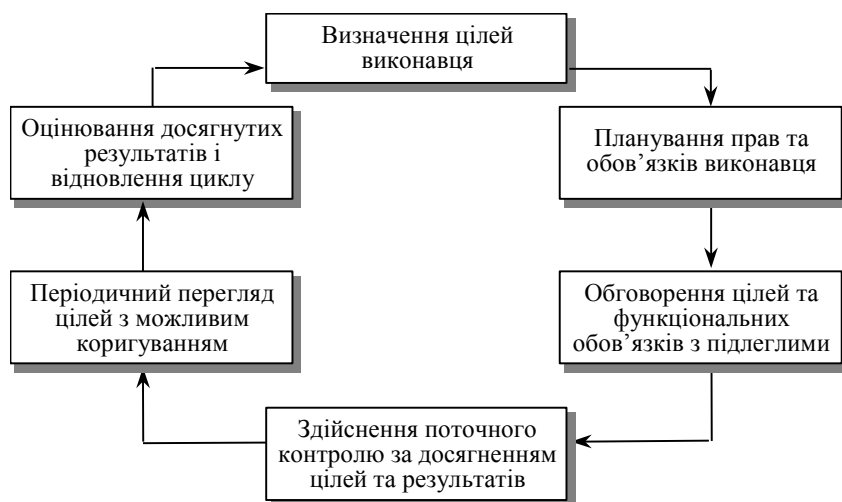 Визначення цілей
виконавця
Планування прав та
обов’язків виконавця
Обговорення цілей та
функціональних
обов’язків з підлеглими
Здійснення поточного
контролю за досягненням
цілей та результатів
Періодичний перегляд
цілей з можливим
коригуванням
Оцінювання досягнутих
результатів і
відновлення циклу